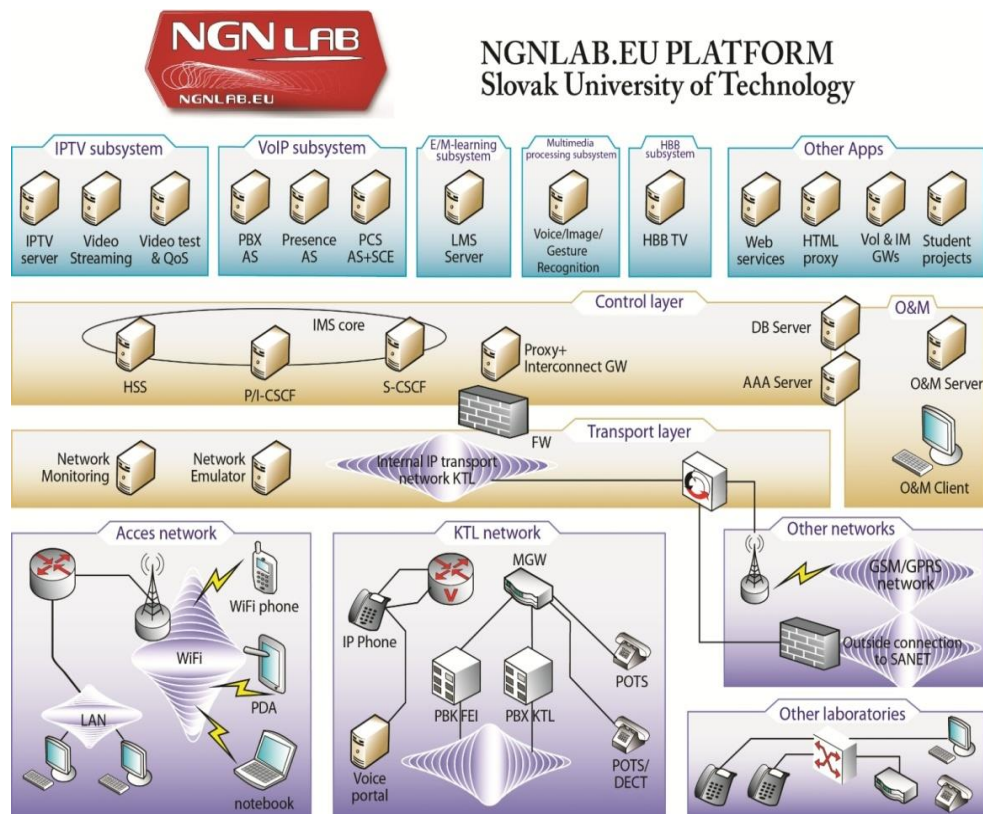 NGN LAB
NGNLAB.EU
NGNLAB.EU PLATFORM
Slovak University of Technology
IPTV subsystem
IPTV
server
Video
Streaming
Video test
& QoS
VoIP subsystem
PBX
AS
Presence
AS
PCS
AS+SCE
E/M-learning
subsystem
LMS
Server
Multimedia
processing subsystem
Voice/Image/
Gesture
Recognition
HBB
subsystem
HBB TV
Other Apps
Web
services
HTML
proxy
VoI & IM
GWs
Student
projects
Control layer
IMS core
HSS
P/I-CSCF
S-CSCF
Proxy+
Interconnect GW
DB Server
AAA Server
O&M
O&M Server
O&M Client
FW
Transport layer
Network
Monitoring
Network
Emulator
Internal IP transport
network KTL
Acces network
WiFi phone
WiFi
PDA
LAN
notebook
KTL network
MGW
V
IP Phone
POTS
PBK FEI
PBX KTL
Voice
portal
POTS/
DECT
Other networks
GSM/GPRS
network
Outside connection
to SANET
Other laboratories